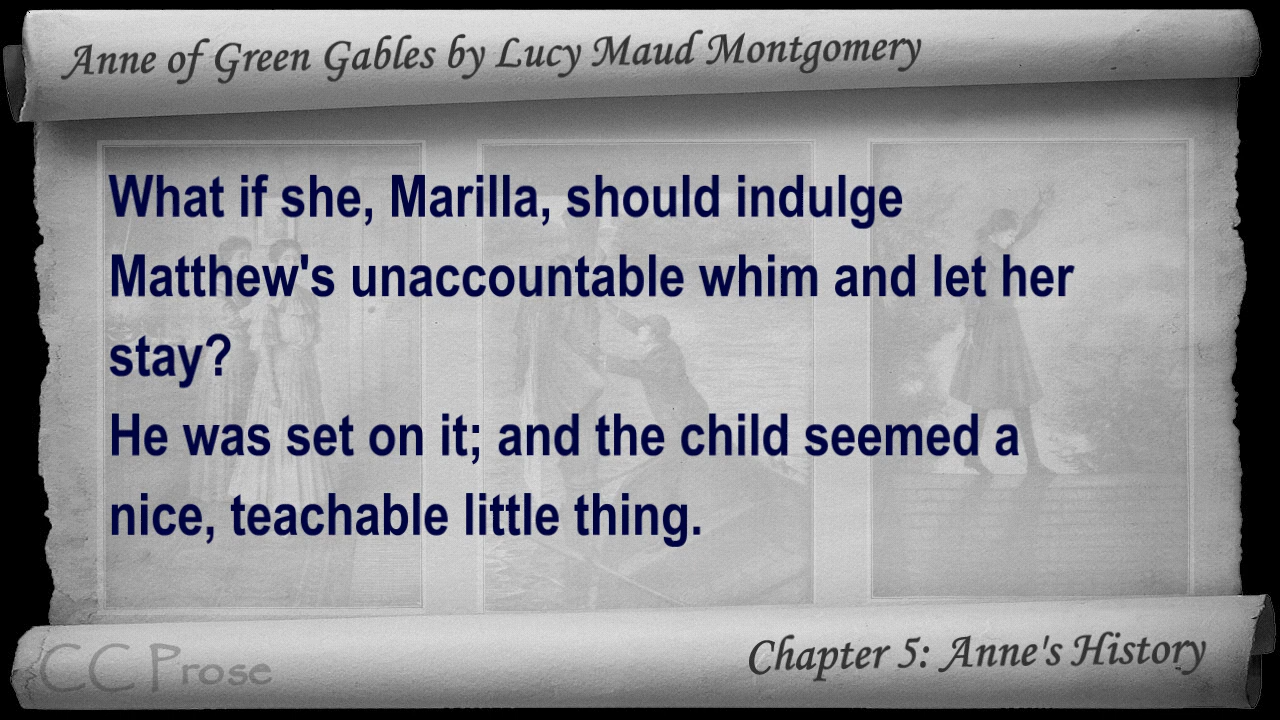 Anne of Green Gables by Lucy Maud Montgomery
What if she, Marilla, should indulge
Matthew's unaccountable whim and let her
stay?
He was set on it; and the child seemed a
nice, teachable little thing.
CC Prose
Chapter 5: Anne's History